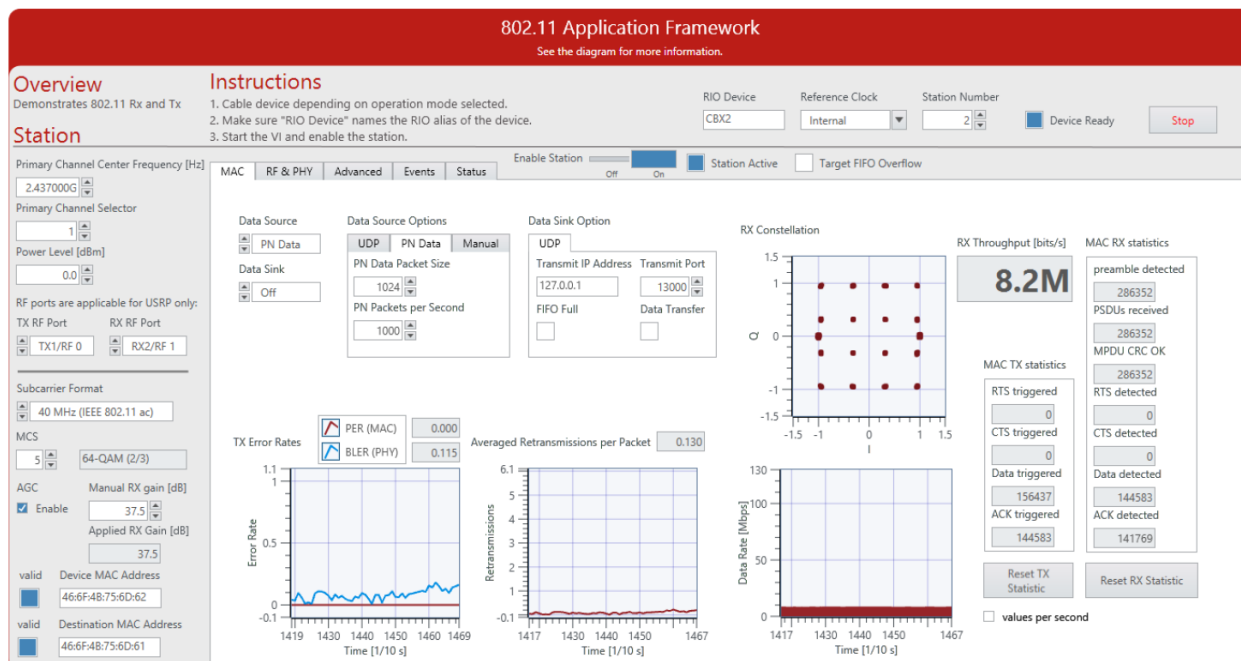 802.11 Application Framework
See the diagram for more information.
Overview
Demonstrates 802.11 Rx and Tx
Instructions
1. Cable device depending on operation mode selected.
2. Make sure "RIO Device" names the RIO alias of the device.
3. Start the VI and enable the station.
RIO Device
CBX2
Reference Clock
Internal
Station Number
2
Device Ready
Stop
Station
Primary Channel Center Frequency [Hz]
2.437000G
Primary Channel Selector
1
Power Level [dBm]
0.0
RF ports are applicable for USRP only:
TX RF Port
RX RF Port
TX1/RF 0
RX2/RF 1
Subcarrier Format
40 MHz (IEEE 802.11 ac)
MCS
5
64-QAM (2/3)
AGC
Manual RX gain [dB]
Enable
37.5
Applied RX Gain [dB]
37.5
valid
Device MAC Address
46:6F:4B:75:6D:62
valid
Destination MAC Address
46:6F:4B:75:6D:61
MAC
RF & PHY
Advanced
Events
Status
Enable Station
Off
On
Station Active
Target FIFO Overflow
Data Source
PN Data
Data Sink
Off
Data Source Options
UDP
PN Data
Manual
PN Data Packet Size
1024
PN Packets per Second
1000
Data Sink Option
UDP
Transmit IP Address
Transmit Port
127.0.0.1
13000
FIFO Full
Data Transfer
RX Constellation
1.5
1
0
-1
-1.5
Q
-1.5
-1
0
1
1.5
I
RX Throughput [bits/s]
8.2M
MAC TX statistics
RTS triggered
0
CTS triggered
0
Data triggered
156437
ACK triggered
144583
Reset TX
Statistic
MAC RX statistics
preamble detected
286352
PSDUs received
286352
MPDU CRC OK
286352
RTS detected
0
CTS detected
0
Data detected
144583
ACK detected
141769
Reset RX Statistic
values per second
TX Error Rates
PER (MAC)
0.000
BLER (PHY)
0.115
1.1
1
0.5
0
-0.1
Error Rate
1419
1430
1440
1450
1469
Time [1/10 s]
Averaged Retransmissions per Packet
0.130
6.1
5
4
3
2
1
-0.1
Retransmissions
1417
1430
1440
1450
1467
Time [1/10 s]
130
100
50
0
Data Rate [Mbps]
1417
1430
1440
1450
1467
Time [1/10 s]